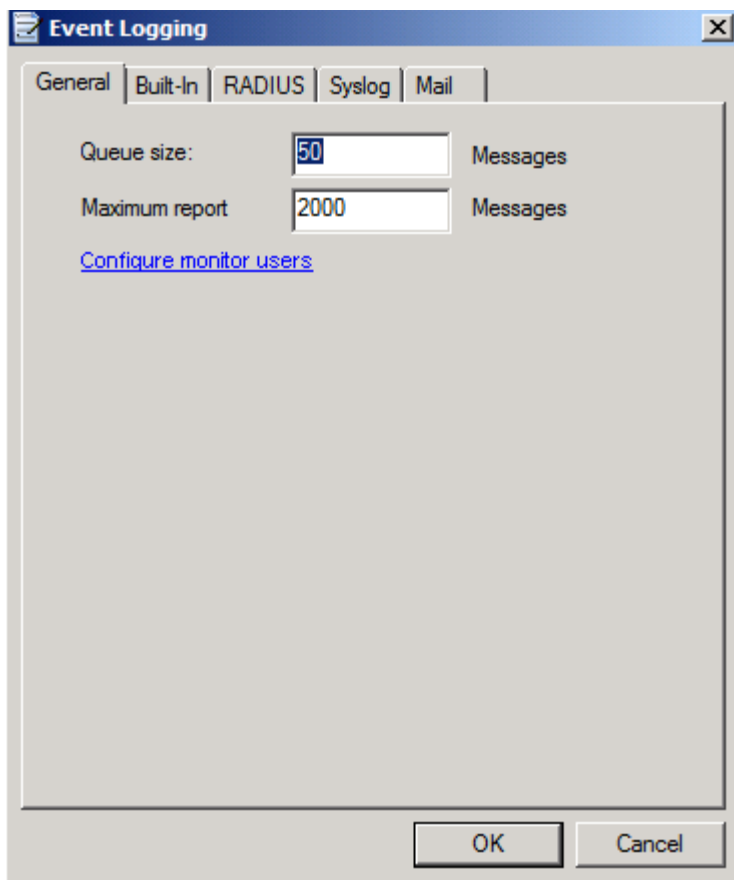 Event Logging
General Built-In RADIUS Syslog Mail
Queue size: 50 Messages
Maximum report 2000 Messages
Configure monitor users
OK Cancel